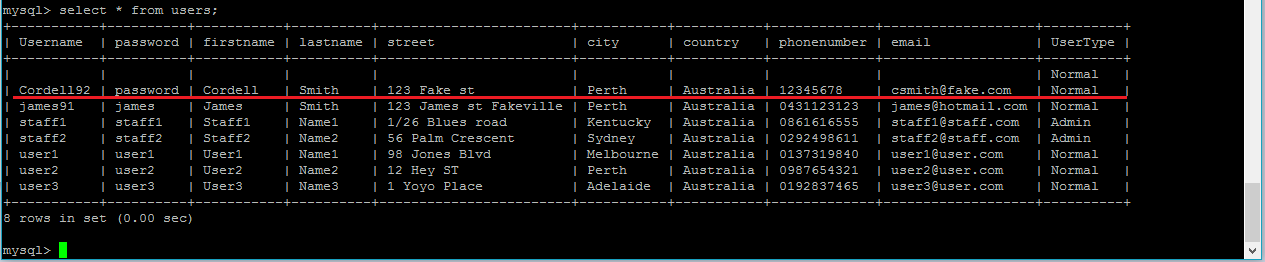 mysql> select * from users;
+-----------+----------+-----------+----------+-----------------------+-----------+-----------+-------------+-------------------+----------+
| Username | password | firstname | lastname | street | city | country | phonenumber | email | UserType |
+-----------+----------+-----------+----------+-----------------------+-----------+-----------+-------------+-------------------+----------+
| | | | | | | | | | Normal |
| Cordell92 | password | Cordell | Smith | 123 Fake st | Perth | Australia | 12345678 | csmith@fake.com | Normal |
| james91 | james | James | Smith | 123 James st Fakeville | Perth | Australia | 0431123123 | james@hotmail.com | Normal |
| staff1 | staff1 | Staff1 | Name1 | 1/26 Blues road | Kentucky | Australia | 0861616555 | staff1@staff.com | Admin |
| staff2 | staff2 | Staff2 | Name2 | 56 Palm Crescent | Sydney | Australia | 0292498611 | staff2@staff.com | Admin |
| user1 | user1 | User1 | Name1 | 98 Jones Blvd | Melbourne | Australia | 0137319840 | user1@user.com | Normal |
| user2 | user2 | User2 | Name2 | 12 Hey ST | Perth | Australia | 0987654321 | user2@user.com | Normal |
| user3 | user3 | User3 | Name3 | 1 Yoyo Place | Adelaide | Australia | 0192837465 | user3@user.com | Normal |
+-----------+----------+-----------+----------+-----------------------+-----------+-----------+-------------+-------------------+----------+
8 rows in set (0.00 sec)
mysql>